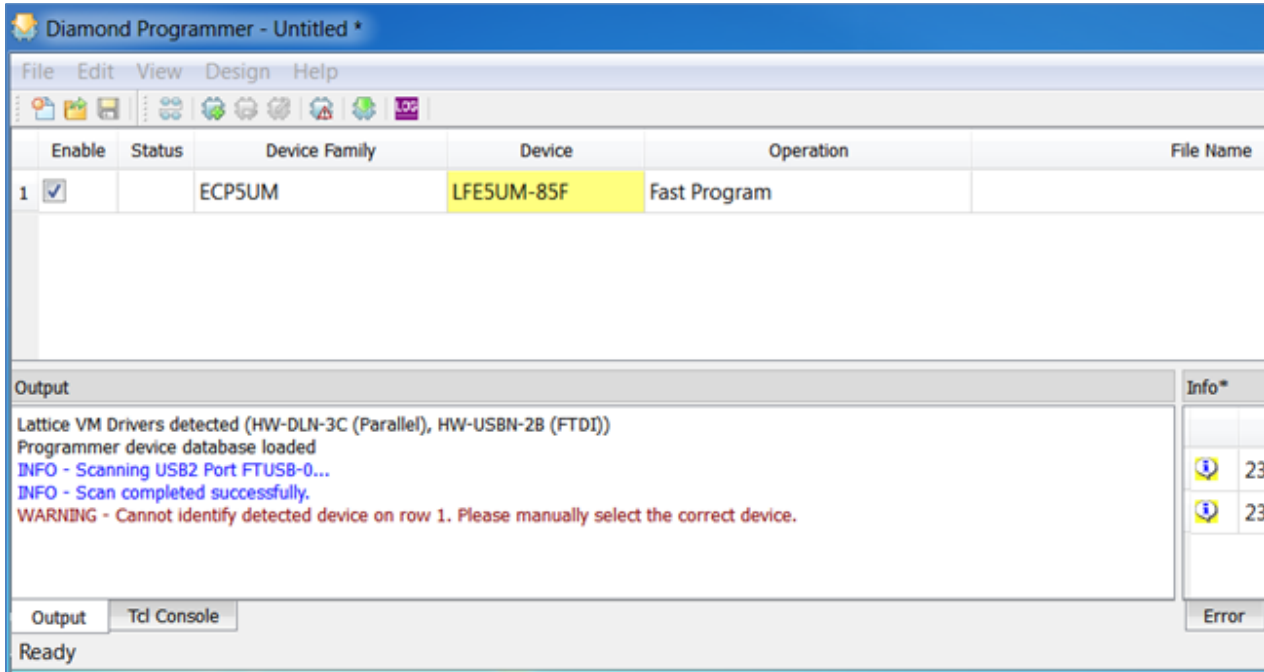 Diamond Programmer - Untitled *
File Edit View Design Help
LOG
Enable Status Device Family Device Operation File Name
1 ECP5UM LFE5UM-85F Fast Program
Output
Info*
Lattice VM Drivers detected (HW-DLN-3C (Parallel), HW-USBN-2B (FTDI))
Programmer device database loaded
INFO - Scanning USB2 Port FTUSB-0...
INFO - Scan completed successfully.
WARNING - Cannot identify detected device on row 1. Please manually select the correct device.
23
23
Output Tcl Console
Error
Ready